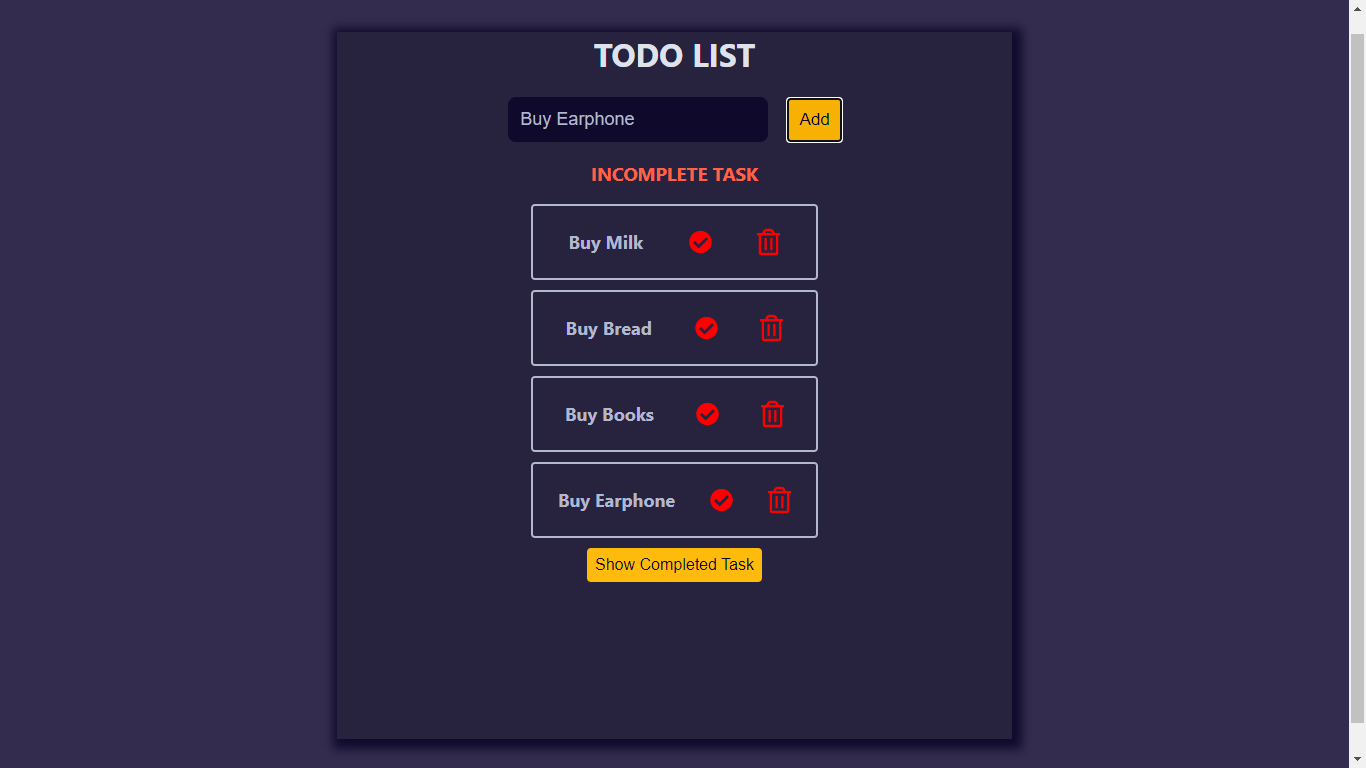 TODO LIST
Buy Earphone
Add
INCOMPLETE TASK
Buy Milk
Buy Bread
Buy Books
Buy Earphone
Show Completed Task